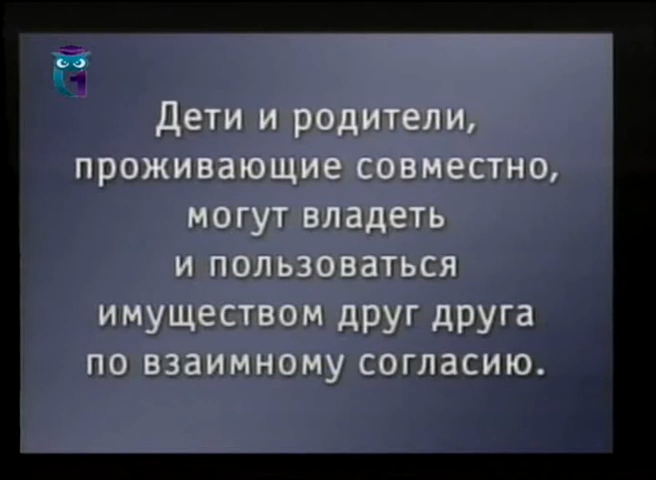 Дети и родители,
проживающие совместно,
могут владеть
и пользоваться
имуществом друг друга
по взаимному согласию.